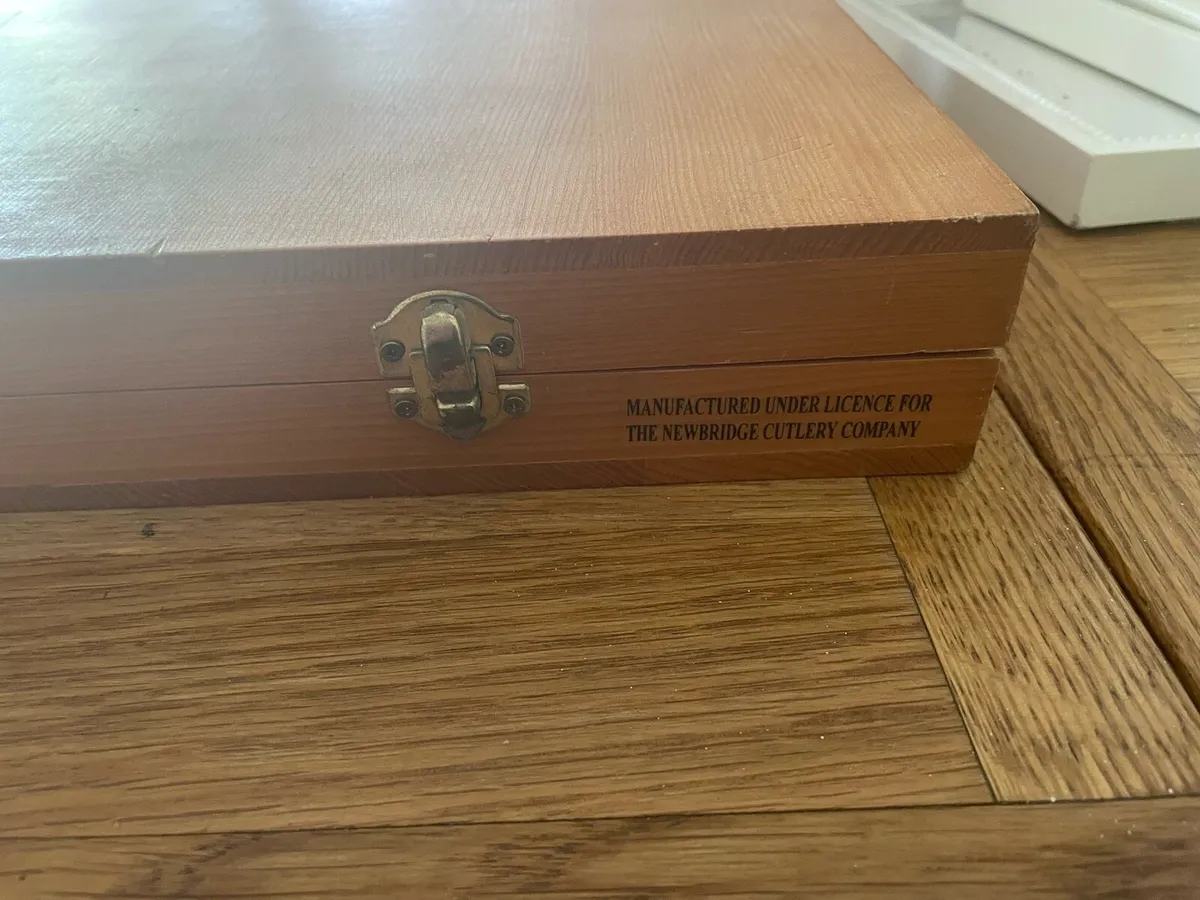 MANUFACTURED UNDER LICENCE FOR
THE NEWBRIDGE CUTLERY COMPANY